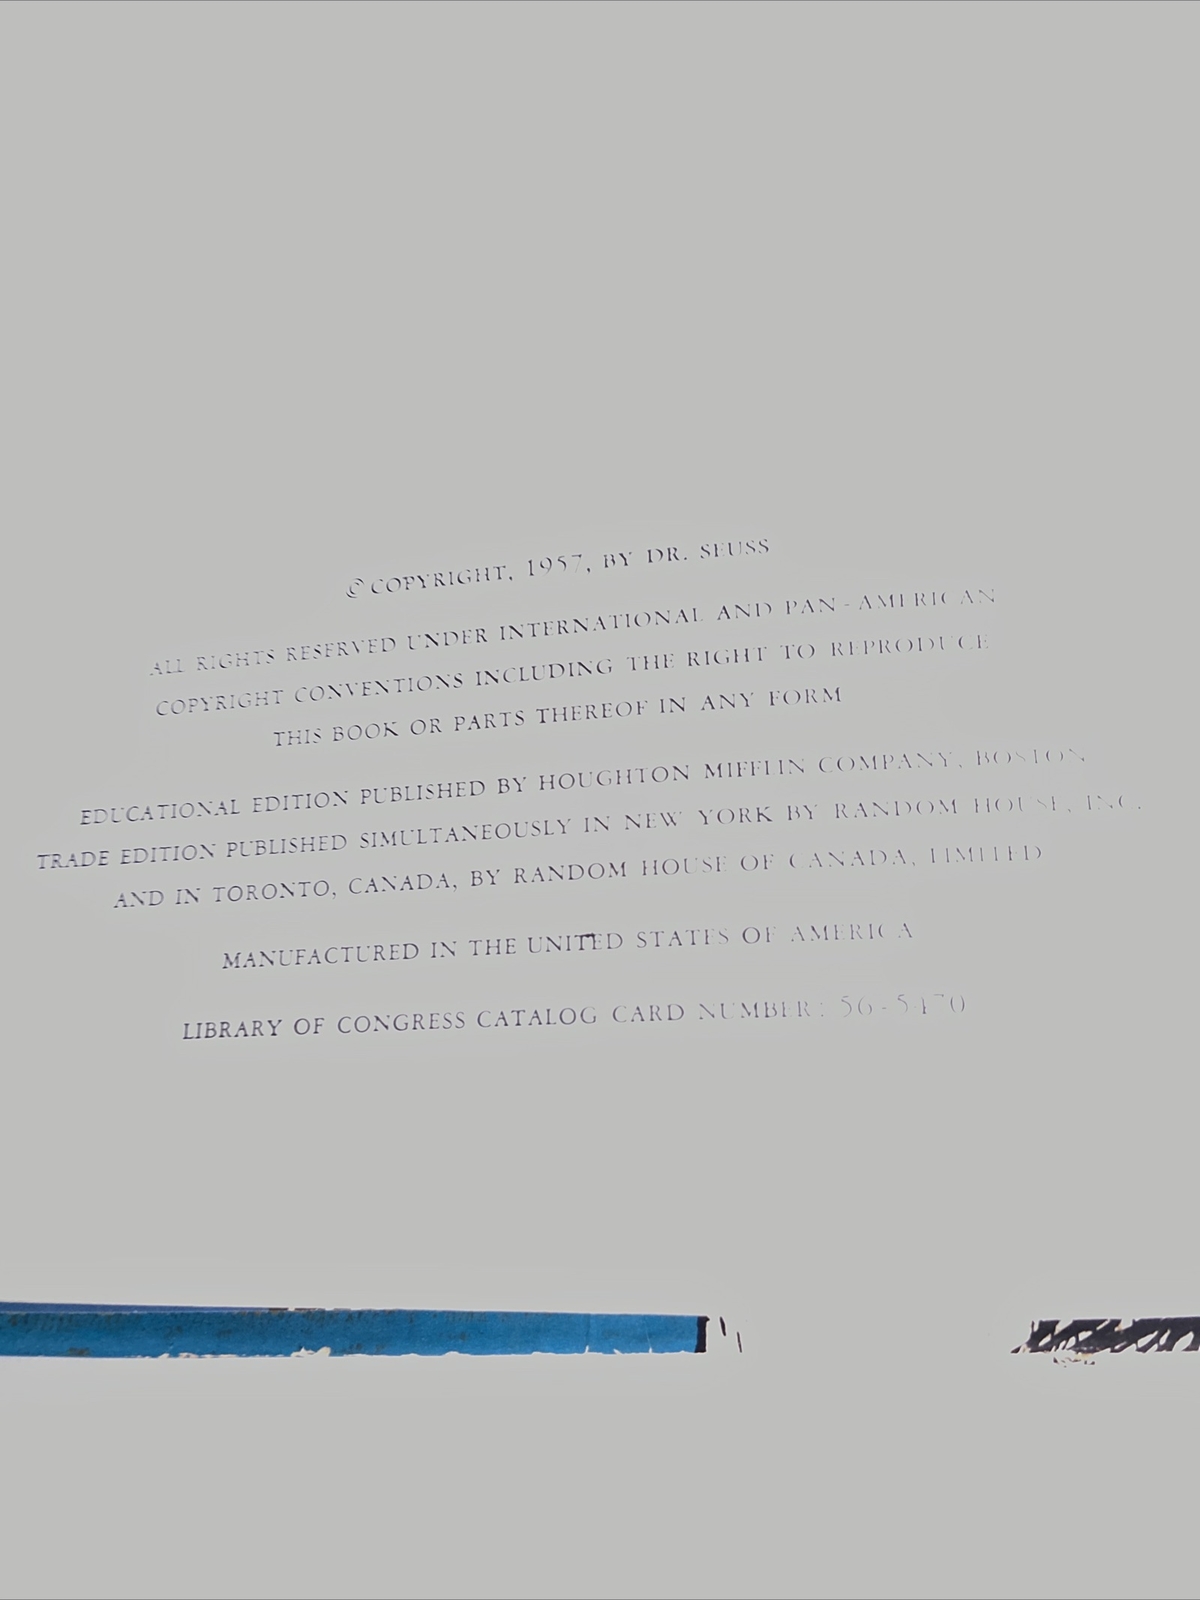 © COPYRIGHT, 1957, BY DR. SEUSS
ALL RIGHTS RESERVED UNDER INTERNATIONAL AND PAN-AMERICAN
COPYRIGHT CONVENTIONS INCLUDING THE RIGHT TO REPRODUCE
THIS BOOK OR PARTS THEREOF IN ANY FORM
EDUCATIONAL EDITION PUBLISHED BY HOUGHTON MIFFLIN COMPANY, BOSTON,
TRADE EDITION PUBLISHED SIMULTANEOUSLY IN NEW YORK BY RANDOM HOUSE, INC.
AND IN TORONTO, CANADA, BY RANDOM HOUSE OF CANADA, LIMITED
MANUFACTURED IN THE UNITED STATES OF AMERICA
LIBRARY OF CONGRESS CATALOG CARD NUMBER: 56-5470